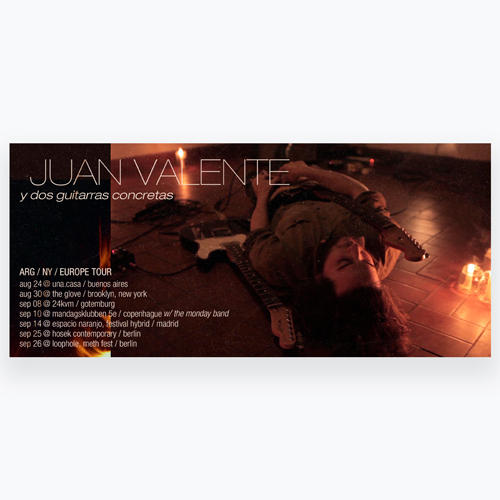 JUAN VALENTE
y dos guitarras concretas
ARG / NY / EUROPE TOUR
aug 24 @ una.casa / buenos aires
aug 30 @ the glove / brooklyn, new york
sep 08 @ 24kvm / gotemburg
sep 10 @ mandagsklubben 5e / copenhague w/ the monday band
sep 14 @ espacio naranjo, festival hybrid / madrid
sep 25 @ hosek contemporary / berlin
sep 26 @ loophole, meth fest / berlin